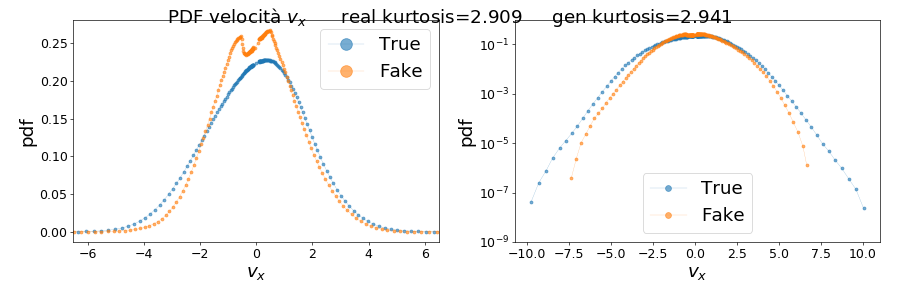 PDF velocità vₓ real kurtosis=2.909 gen kurtosis=2.941
0.25
0.20
0.15
0.10
0.05
0.00
pdf
True
Fake
−6 −4 −2 0 2 4 6
vₓ
10⁻¹
10⁻³
10⁻⁵
10⁻⁷
10⁻⁹
pdf
True
Fake
−10.0 −7.5 −5.0 −2.5 0.0 2.5 5.0 7.5 10.0
vₓ